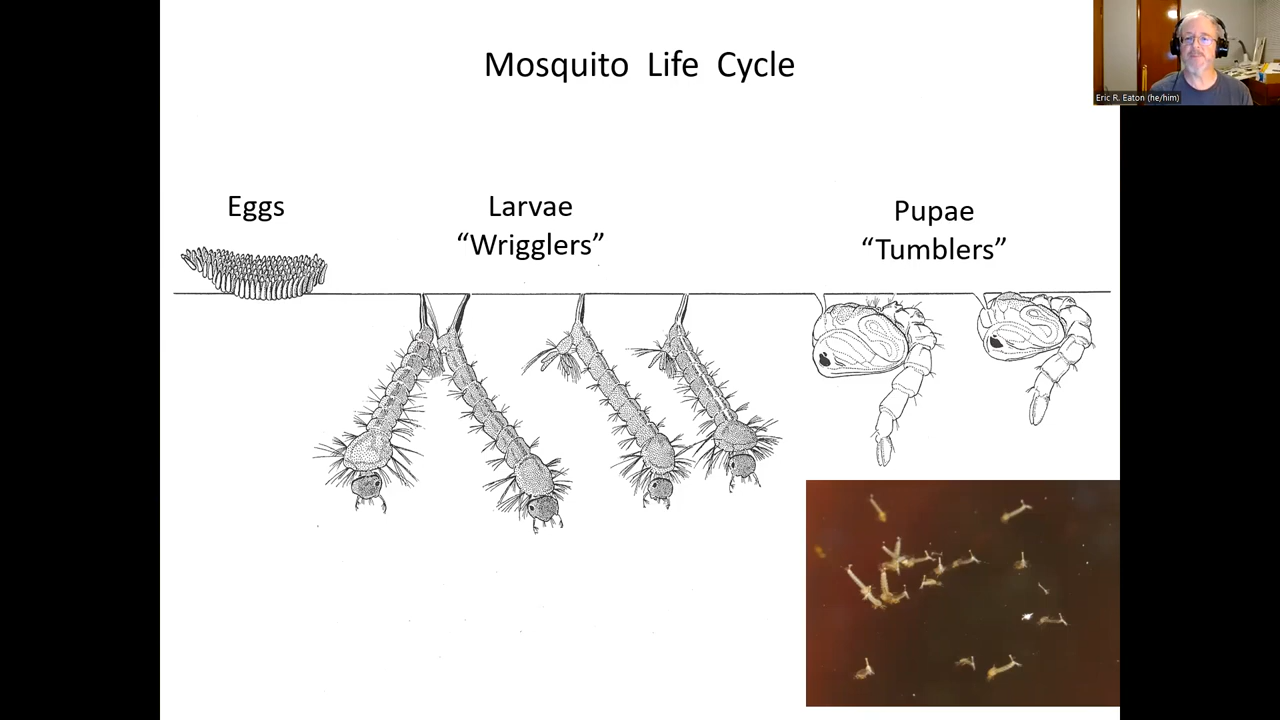 Mosquito Life Cycle
Eric R. Eaton (he/him)
Eggs
Larvae
“Wrigglers”
Pupae
“Tumblers”